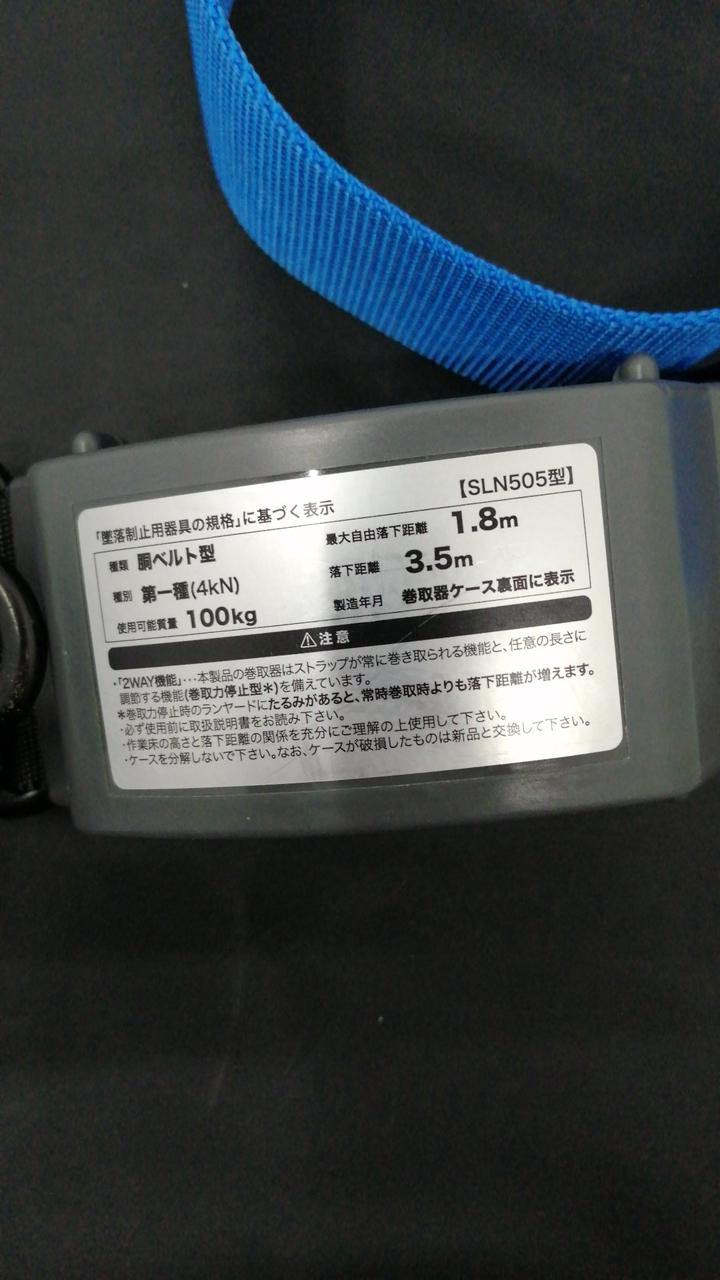 【SLN505型】
「墜落制止用器具の規格」に基づく表示
種類 胴ベルト型
種別 第一種(4kN)
使用可能質量 100kg
最大自由落下距離 1.8m
落下距離 3.5m
製造年月 巻取器ケース裏面に表示
⚠注意
・「2WAY機能」･･･本製品の巻取器はストラップが常に巻き取られる機能と、任意の長さに
調節する機能(巻取力停止型＊)を備えています。
＊巻取力停止時のランヤードにたるみがあると、常時巻取時よりも落下距離が増えます。
・必ず使用前に取扱説明書をお読み下さい。
・作業床の高さと落下距離の関係を充分にご理解の上使用して下さい。
・ケースを分解しないで下さい。なお、ケースが破損したものは新品と交換して下さい。